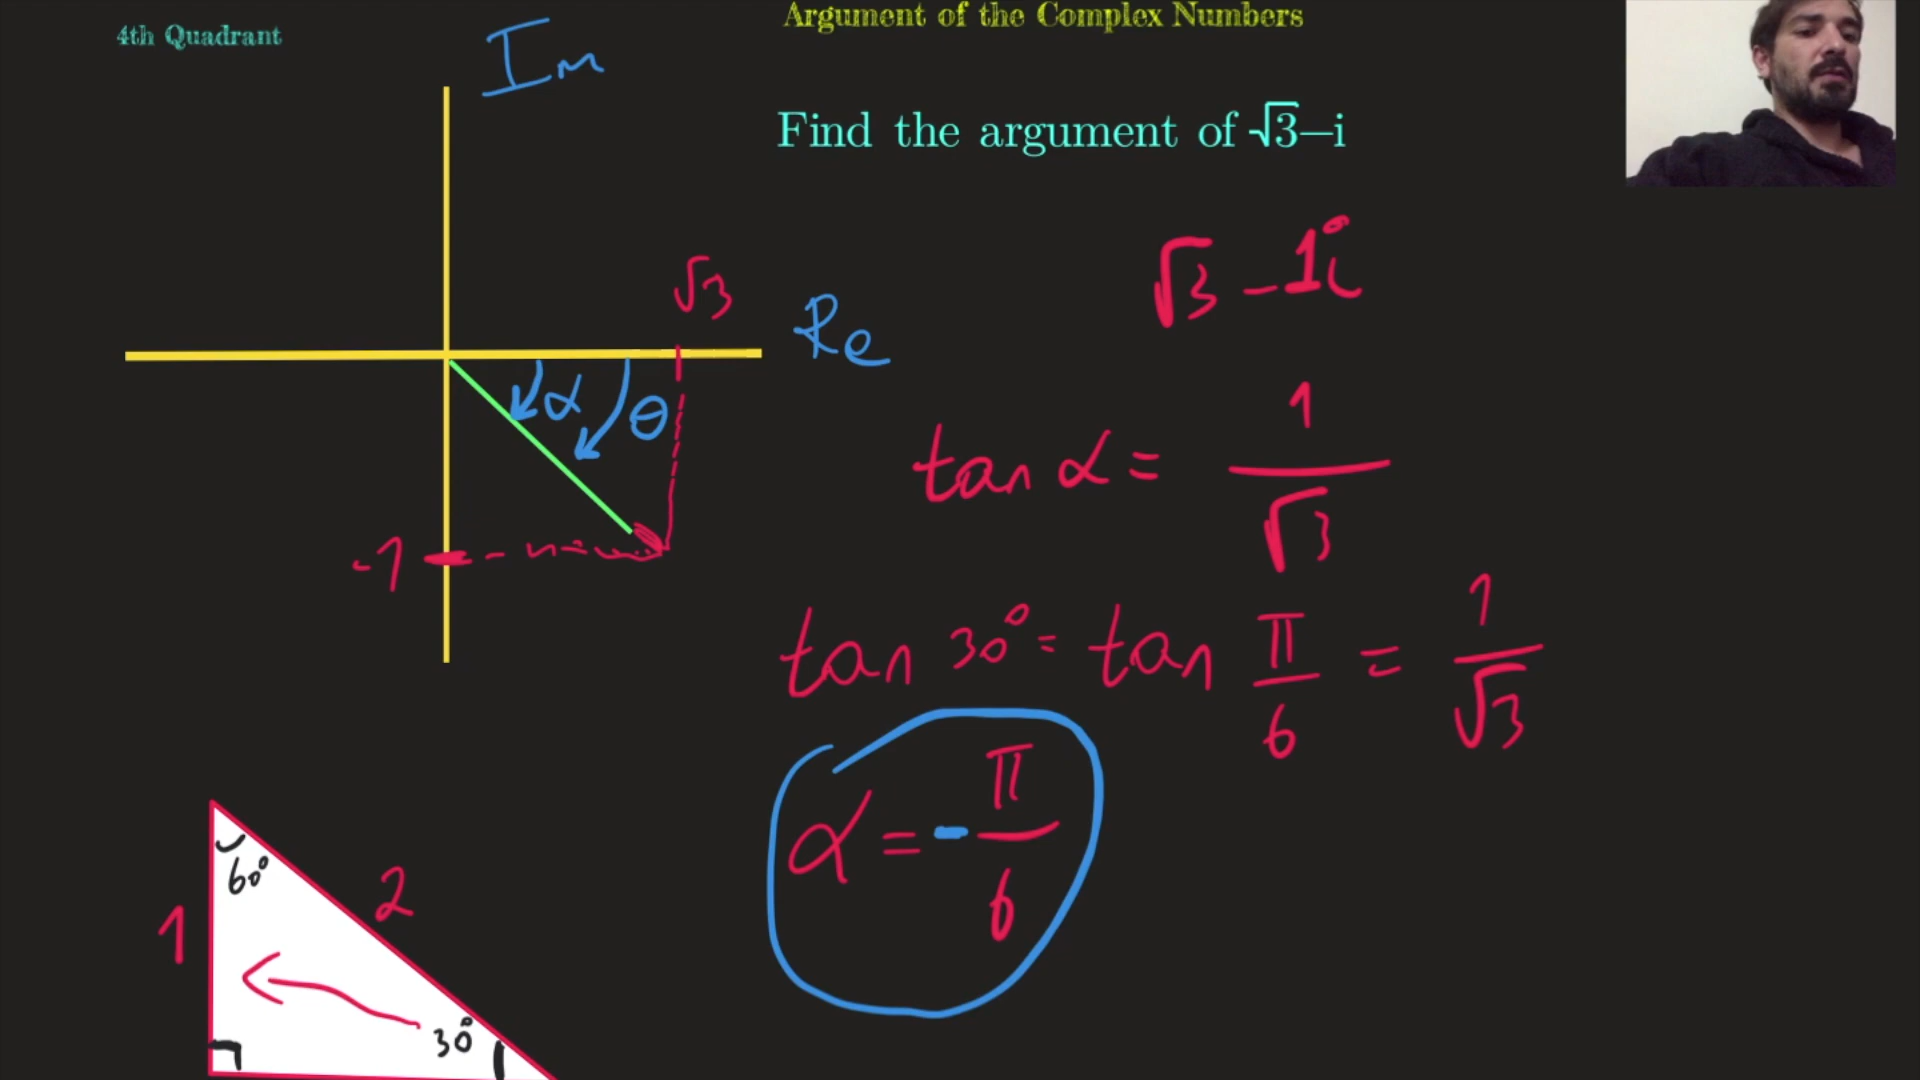 Argument of the Complex Numbers
4th Quadrant
Im
Find the argument of √3−i
√3 − 1i
√3
Re
α
θ
-1
tan α = 1/√3
tan 30° = tan π/6 = 1/√3
α = - π/6
60°
2
1
30°